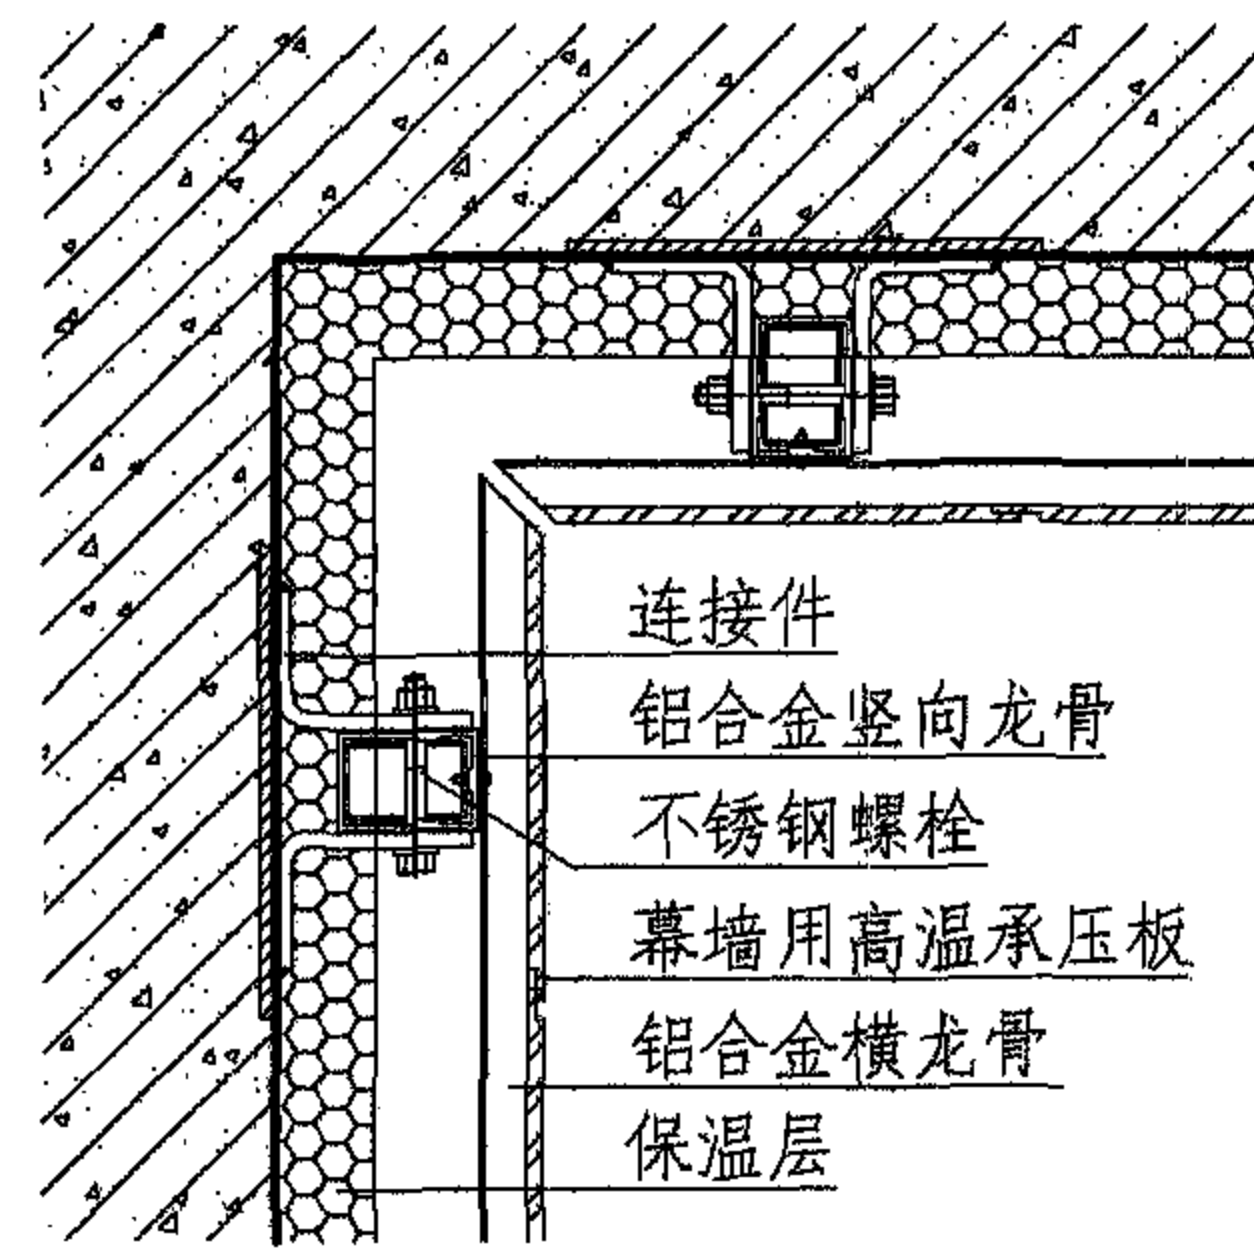 连接件
铝合金竖向龙骨
不锈钢螺栓
幕墙用高温承压板
铝合金横龙骨
保温层